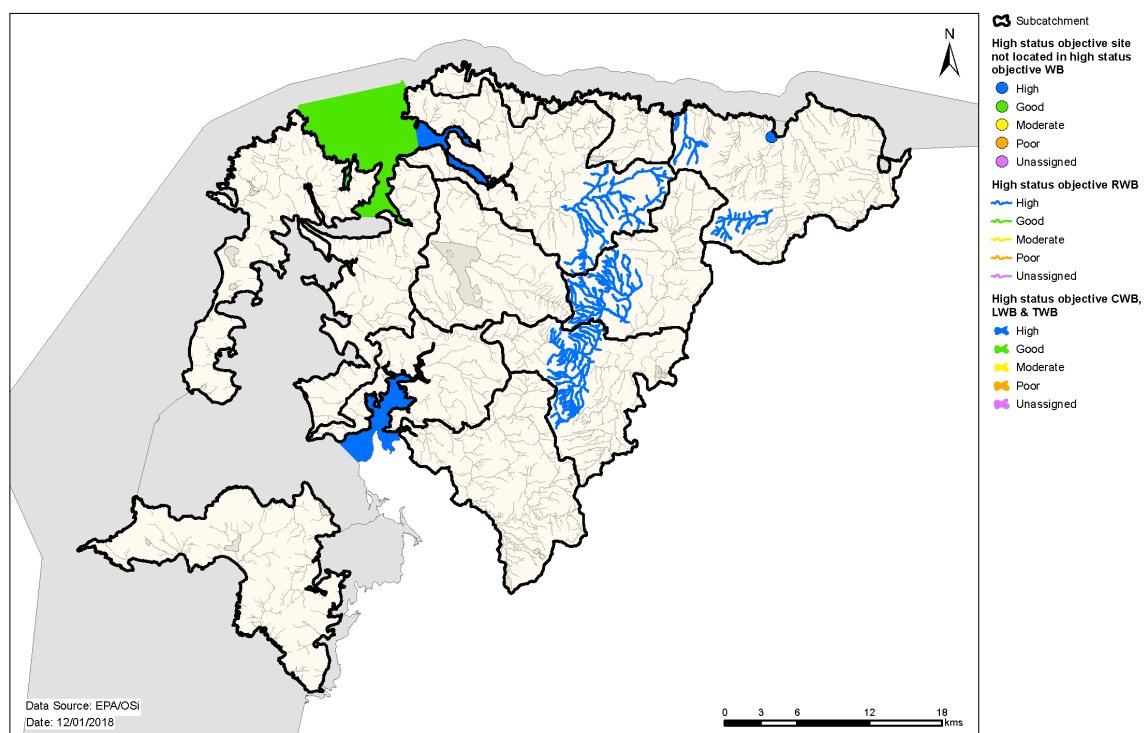 N
Data Source: EPA/OSi
Date: 12/01/2018
0 3 6 12 18
kms
Subcatchment
High status objective site
not located in high status
objective WB
High
Good
Moderate
Poor
Unassigned
High status objective RWB
High
Good
Moderate
Poor
Unassigned
High status objective CWB,
LWB & TWB
High
Good
Moderate
Poor
Unassigned